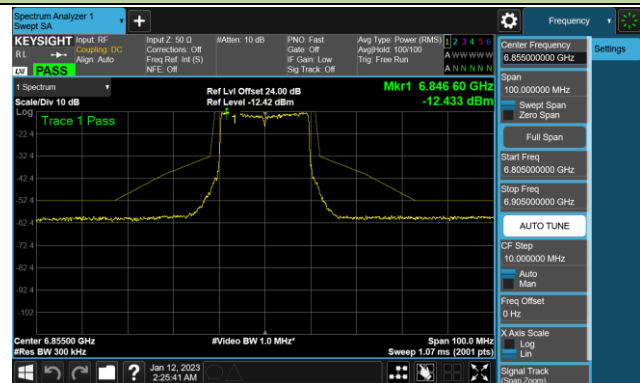 Spectrum Analyzer 1
Swept SA
Frequency
KEYSIGHT
Input: RF
Coupling: DC
Align: Auto
Input Z: 50 Ω
Corrections: Off
Freq Ref: Int (S)
NFE: Off
#Atten: 10 dB
PNO: Fast
Gate: Off
IF Gain: Low
Sig Track: Off
Avg Type: Power (RMS)
Avg|Hold: 100/100
Trig: Free Run
1 2 3 4 5 6
A W W W W W
A N N N N N
R L
LXI
PASS
1 Spectrum
Scale/Div 10 dB
Ref Lvl Offset 24.00 dB
Ref Level -12.42 dBm
Mkr1 6.846 60 GHz
-12.433 dBm
Log
Trace 1 Pass
1
-22.4
-32.4
-42.4
-52.4
-62.4
-72.4
-82.4
-92.4
-102
Center 6.85500 GHz
#Res BW 300 kHz
#Video BW 1.0 MHz*
Span 100.0 MHz
Sweep 1.07 ms (2001 pts)
Center Frequency
6.855000000 GHz
Settings
Span
100.000000 MHz
Swept Span
Zero Span
Full Span
Start Freq
6.805000000 GHz
Stop Freq
6.905000000 GHz
AUTO TUNE
CF Step
10.000000 MHz
Auto
Man
Freq Offset
0 Hz
X Axis Scale
Log
Lin
Signal Track
(Span Zoom)
Jan 12, 2023
2:25:41 AM